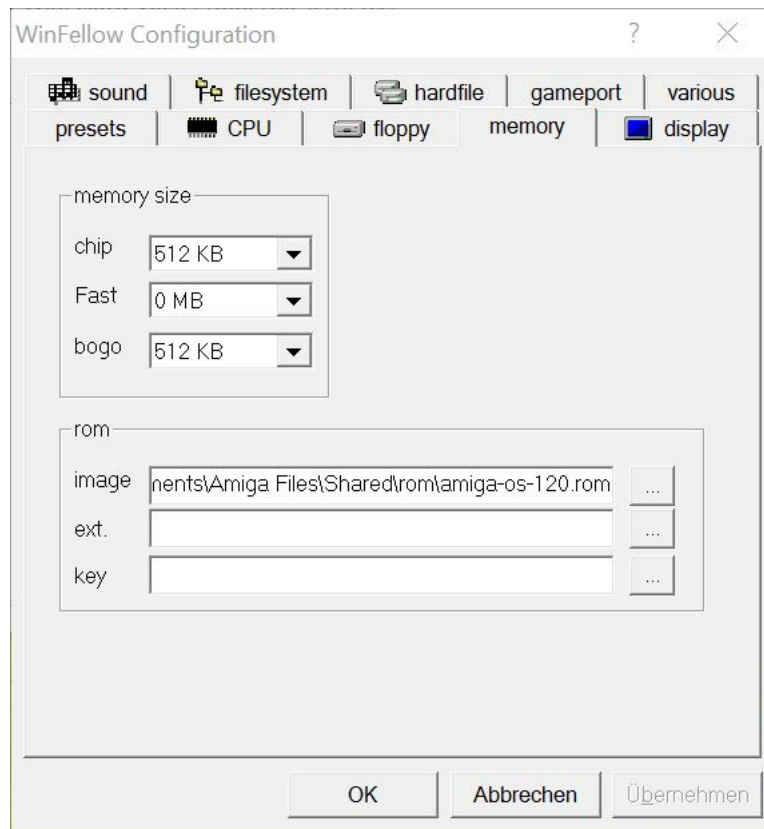 WinFellow Configuration ?
sound filesystem hardfile gameport various
presets CPU floppy memory display
memory size
chip 512 KB
Fast 0 MB
bogo 512 KB
rom
image nents\Amiga Files\Shared\rom\amiga-os-120.rom ...
ext. ...
key ...
OK Abbrechen Übernehmen